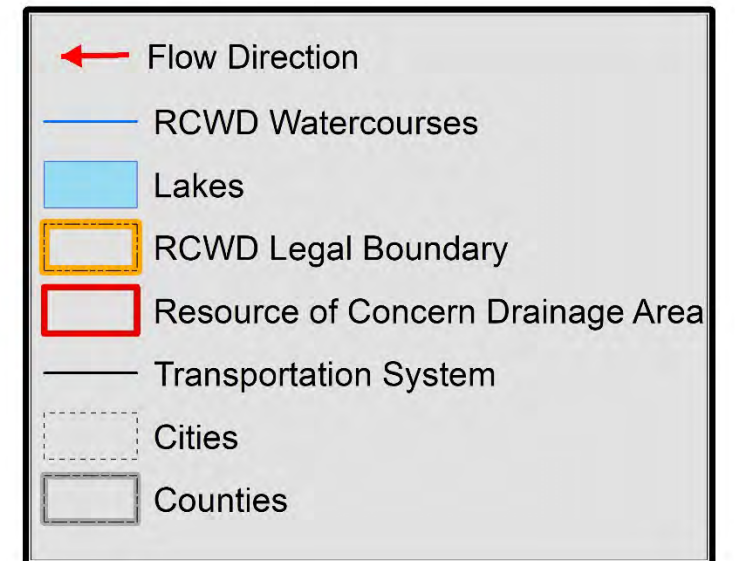 Flow Direction
RCWD Watercourses
Lakes
RCWD Legal Boundary
Resource of Concern Drainage Area
Transportation System
Cities
Counties